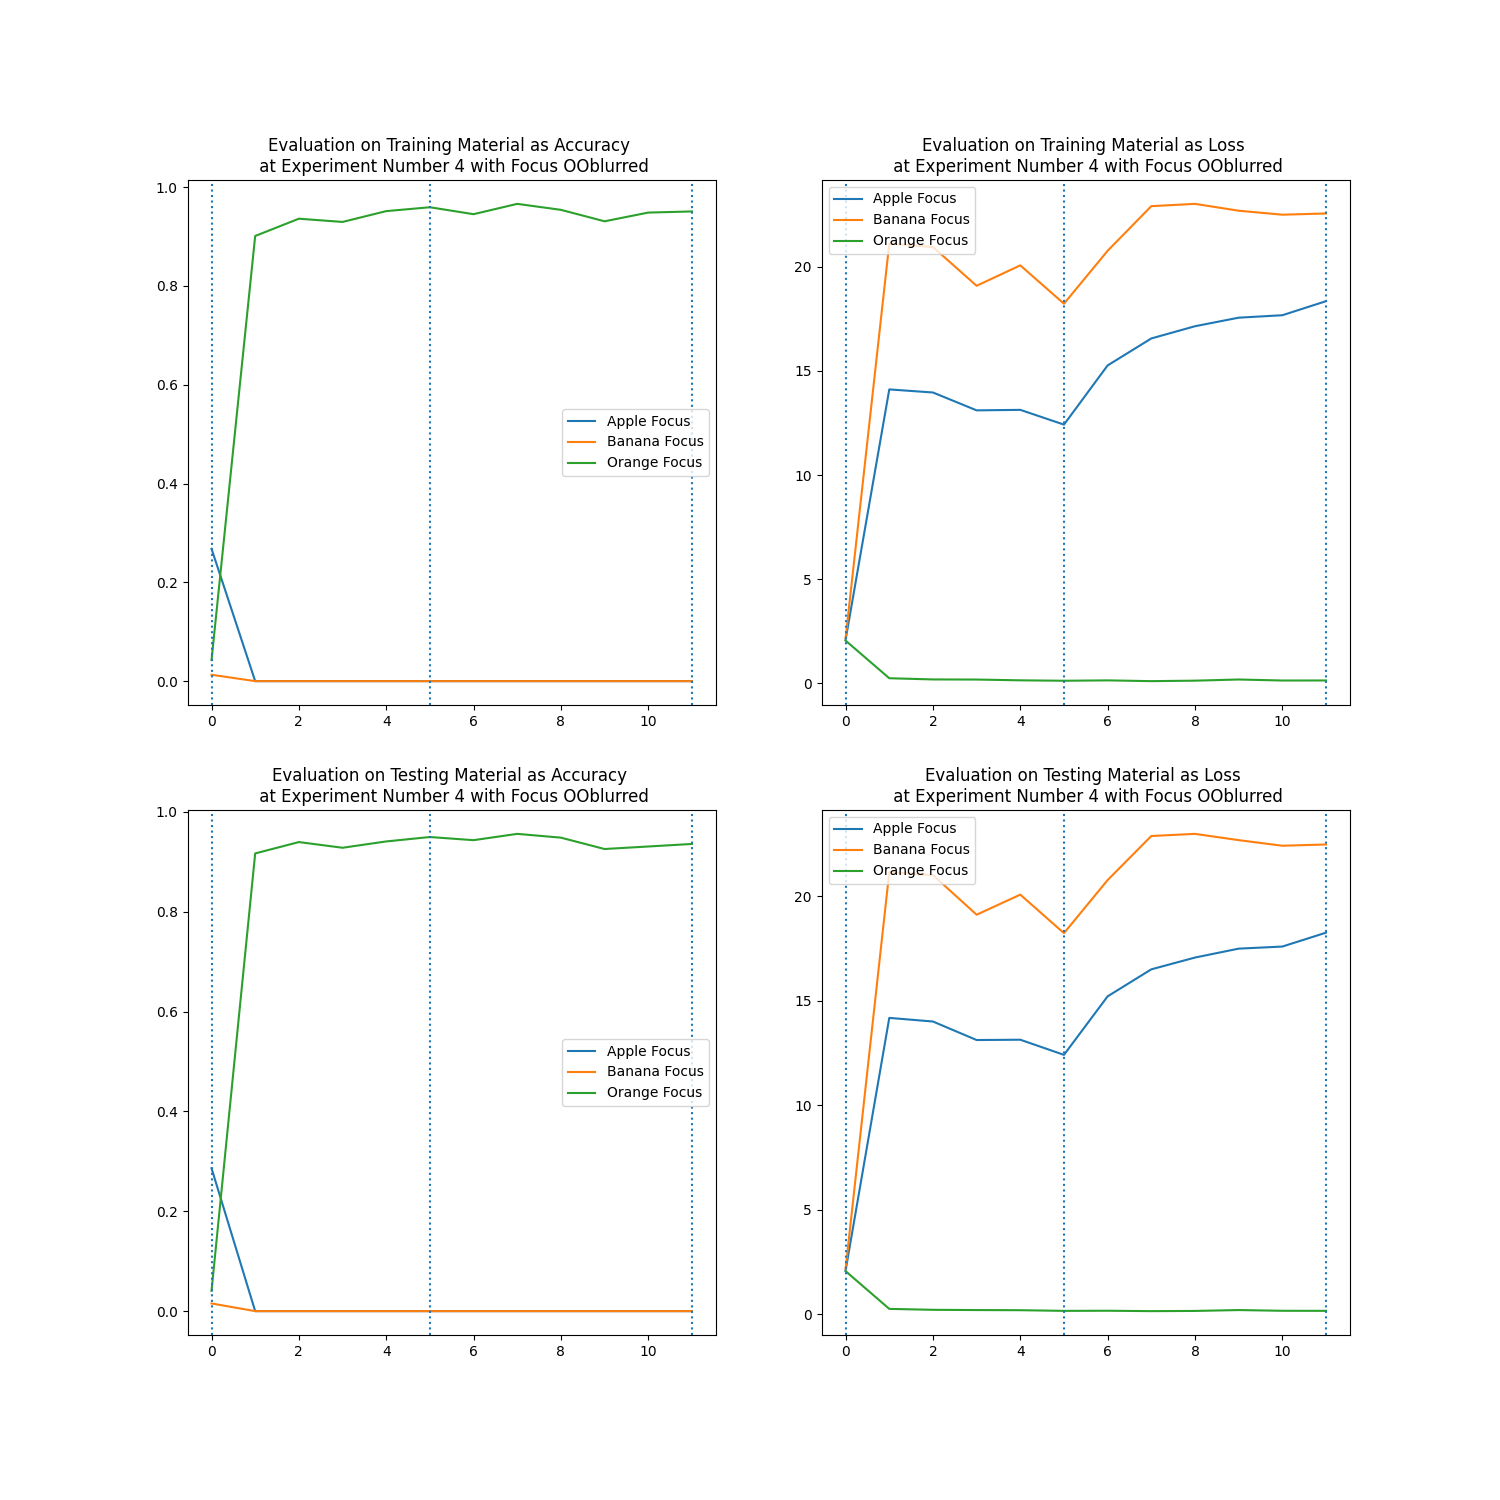 Evaluation on Training Material as Accuracy
at Experiment Number 4 with Focus OOblurred
1.0
0.8
0.6
0.4
0.2
0.0
Apple Focus
Banana Focus
Orange Focus
0 2 4 6 8 10
Evaluation on Training Material as Loss
at Experiment Number 4 with Focus OOblurred
Apple Focus
Banana Focus
Orange Focus
20
15
10
5
0
0 2 4 6 8 10
Evaluation on Testing Material as Accuracy
at Experiment Number 4 with Focus OOblurred
1.0
0.8
0.6
0.4
0.2
0.0
Apple Focus
Banana Focus
Orange Focus
0 2 4 6 8 10
Evaluation on Testing Material as Loss
at Experiment Number 4 with Focus OOblurred
Apple Focus
Banana Focus
Orange Focus
20
15
10
5
0
0 2 4 6 8 10